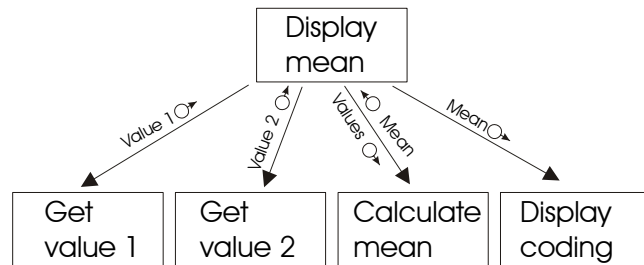 Display
mean
Value 1
Value 2
Values
Mean
Mean
Get
value 1
Get
value 2
Calculate
mean
Display
coding